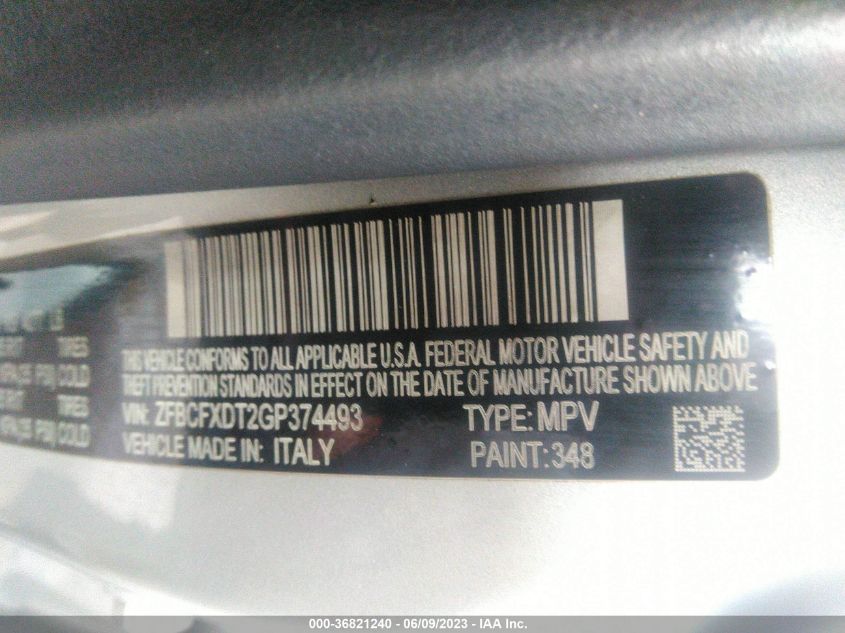 THIS VEHICLE CONFORMS TO ALL APPLICABLE U.S.A. FEDERAL MOTOR VEHICLE SAFETY AND
THEFT PREVENTION STANDARDS IN EFFECT ON THE DATE OF MANUFACTURE SHOWN ABOVE
VIN: ZFBCFXDT2GP374493 TYPE: MPV
VEHICLE MADE IN: ITALY PAINT: 348
TIRES
PSI) COLD
TIRES
PSI) COLD
000-36821240 - 06/09/2023 - IAA Inc.